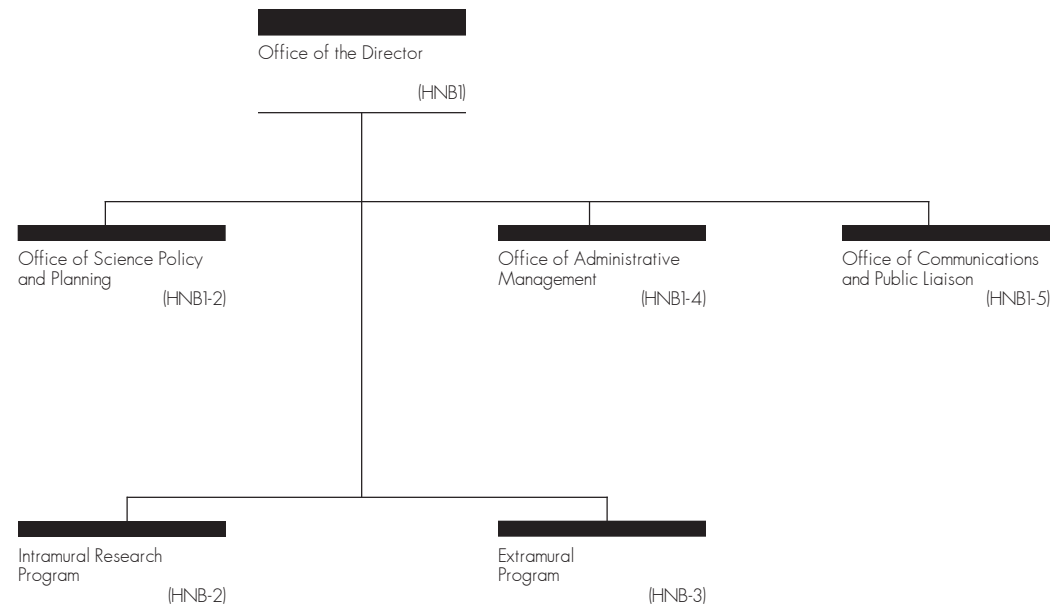 Office of the Director
(HNB1)
Office of Science Policy
and Planning
(HNB1-2)
Office of Administrative
Management
(HNB1-4)
Office of Communications
and Public Liaison
(HNB1-5)
Intramural Research
Program
(HNB-2)
Extramural
Program
(HNB-3)